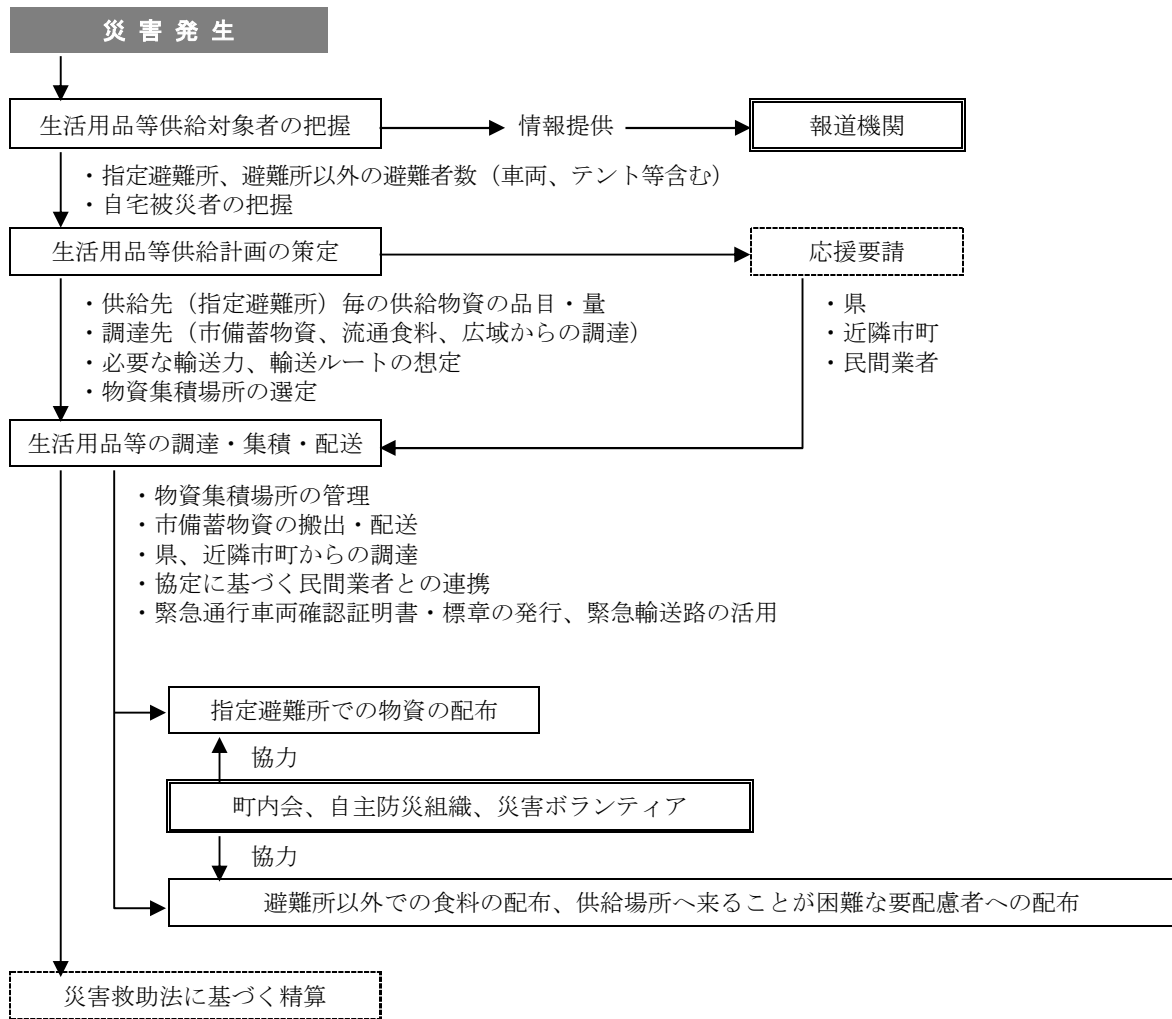 災害発生
生活用品等供給対象者の把握
情報提供
報道機関
・指定避難所、避難所以外の避難者数（車両、テント等含む）
・自宅被災者の把握
生活用品等供給計画の策定
応援要請
・供給先（指定避難所）毎の供給物資の品目・量
・調達先（市備蓄物資、流通食料、広域からの調達）
・必要な輸送力、輸送ルートの想定
・物資集積場所の選定
・県
・近隣市町
・民間業者
生活用品等の調達・集積・配送
・物資集積場所の管理
・市備蓄物資の搬出・配送
・県、近隣市町からの調達
・協定に基づく民間業者との連携
・緊急通行車両確認証明書・標章の発行、緊急輸送路の活用
指定避難所での物資の配布
協力
町内会、自主防災組織、災害ボランティア
協力
避難所以外での食料の配布、供給場所へ来ることが困難な要配慮者への配布
災害救助法に基づく精算